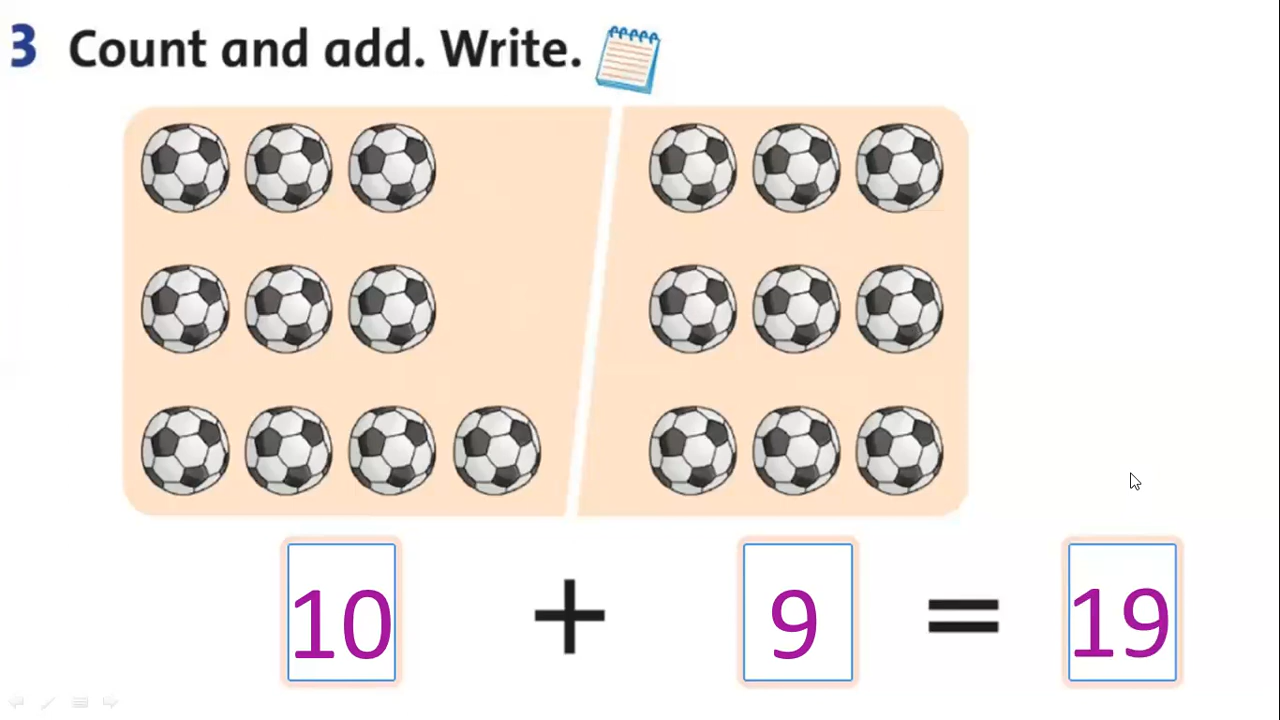 3 Count and add. Write.
10 + 9 = 19